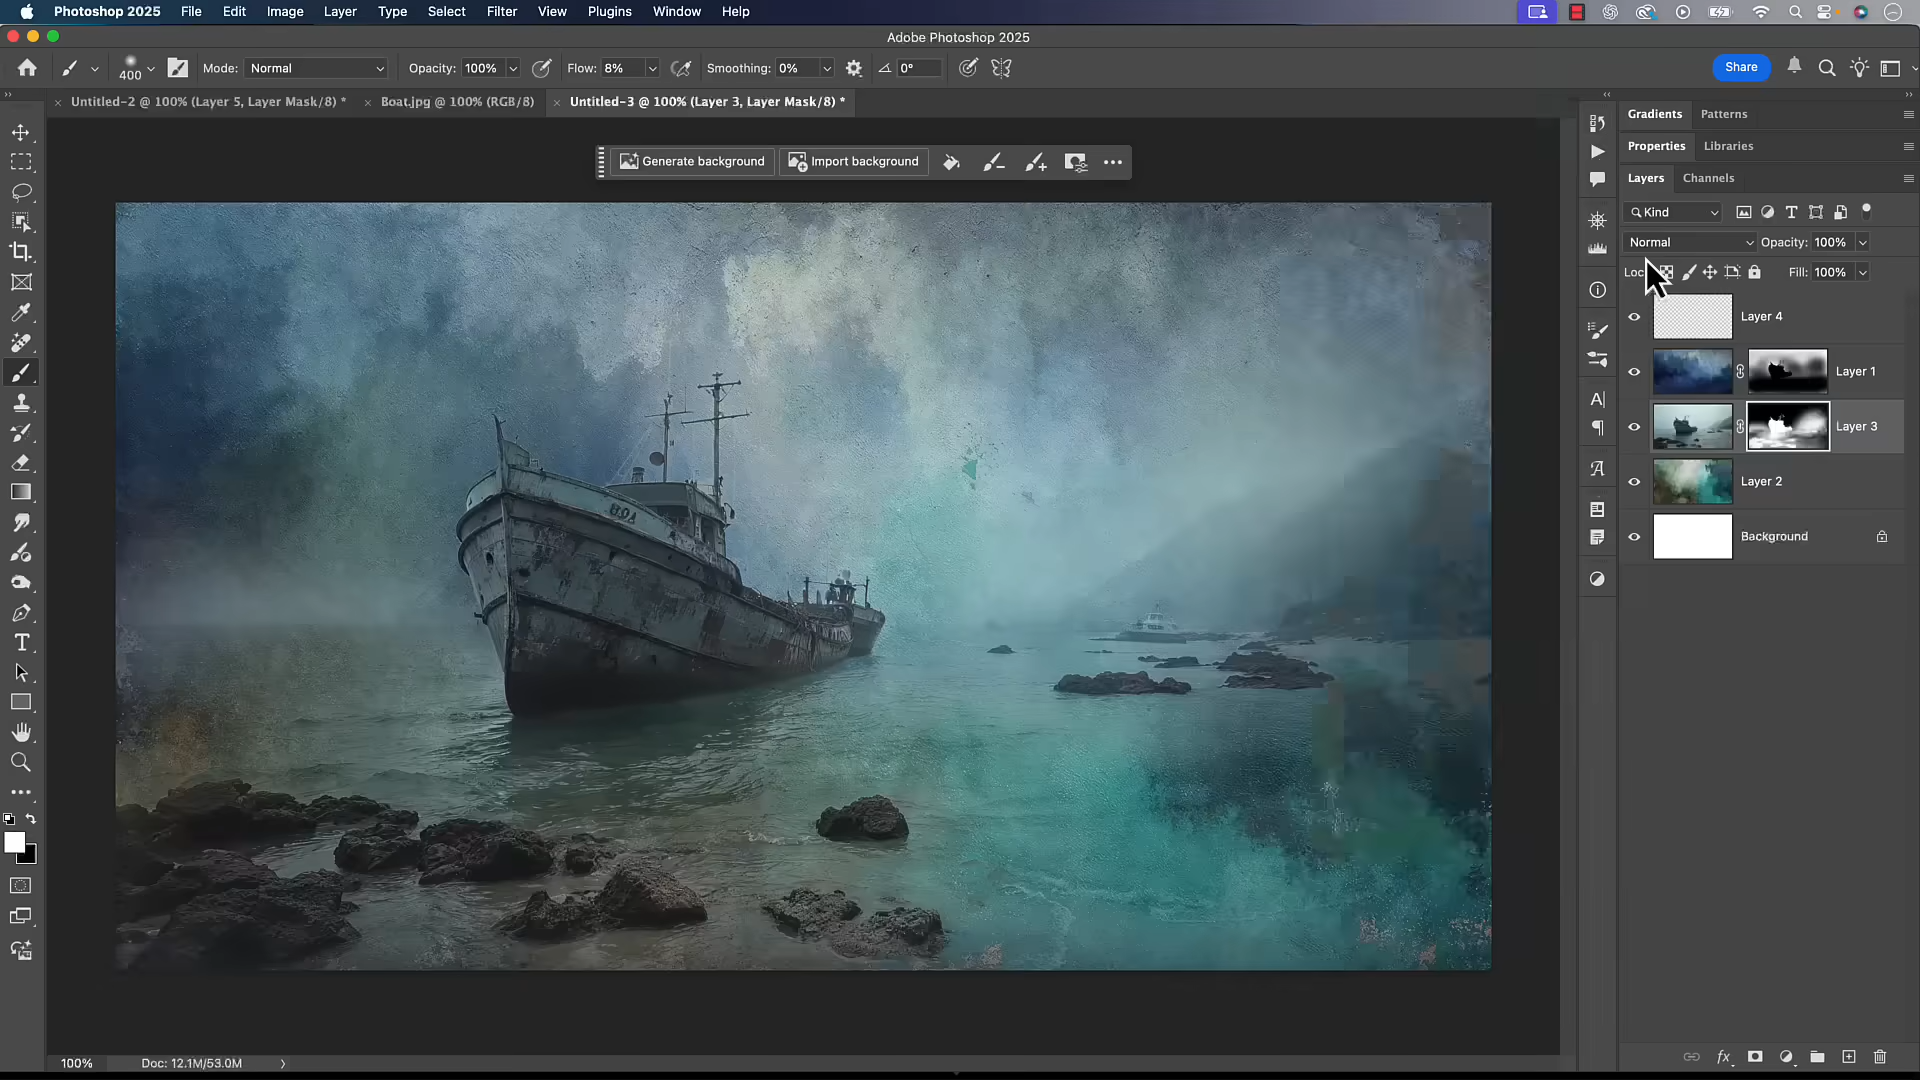 Photoshop 2025 File Edit Image Layer Type Select Filter View Plugins Window Help
Adobe Photoshop 2025
400 Mode: Normal Opacity: 100% Flow: 8% Smoothing: 0% 0° Share
Untitled-2 @ 100% (Layer 5, Layer Mask/8) * Boat.jpg @ 100% (RGB/8) Untitled-3 @ 100% (Layer 3, Layer Mask/8) *
Gradients Patterns
Properties Libraries
Generate background Import background
Layers Channels
Kind
Normal Opacity: 100%
Loc Fill: 100%
Layer 4
Layer 1
Layer 3
Layer 2
Background
100% Doc: 12.1M/53.0M